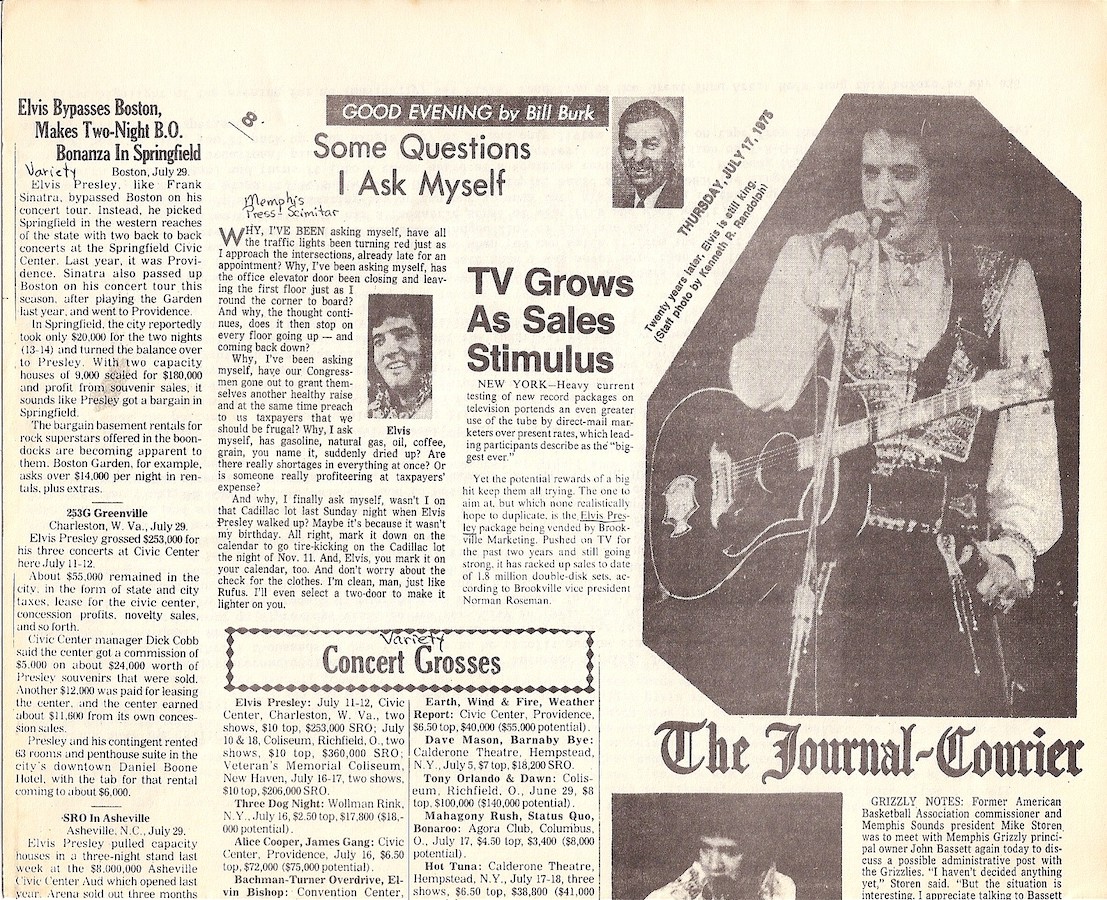 Elvis Bypasses Boston,
Makes Two-Night B.O.
Bonanza In Springfield
Variety
Boston, July 29.
Elvis Presley, like Frank
Sinatra, bypassed Boston on his
concert tour. Instead, he picked
Springfield in the western reaches
of the state with two back to back
concerts at the Springfield Civic
Center. Last year, it was Provi-
dence. Sinatra also passed up
Boston on his concert tour this
season, after playing the Garden
last year, and went to Providence.
In Springfield, the city reportedly
took only $20,000 for the two nights
(13-14) and turned the balance over
to Presley. With two capacity
houses of 9,000 scaled for $180,000
and profit from souvenir sales, it
sounds like Presley got a bargain in
Springfield.
The bargain basement rentals for
rock superstars offered in the boon-
docks are becoming apparent to
them. Boston Garden, for example,
asks over $14,000 per night in ren-
tals, plus extras.
253G Greenville
Charleston, W. Va., July 29.
Elvis Presley grossed $253,000 for
his three concerts at Civic Center
here July 11-12.
About $55,000 remained in the
city, in the form of state and city
taxes, lease for the civic center,
concession profits, novelty sales,
and so forth.
Civic Center manager Dick Cobb
said the center got a commission of
$5,000 on about $24,000 worth of
Presley souvenirs that were sold.
Another $12,000 was paid for leasing
the center, and the center earned
about $11,600 from its own conces-
sion sales.
Presley and his contingent rented
63 rooms and penthouse suite in the
city's downtown Daniel Boone
Hotel, with the tab for that rental
coming to about $6,000.
SRO In Asheville
Asheville, N.C., July 29.
Elvis Presley pulled capacity
houses in a three-night stand last
week at the $8,000,000 Asheville
Civic Center Aud which opened last
year. Arena sold out three months
8.
GOOD EVENING by Bill Burk
Some Questions
I Ask Myself
Memphis
Press-Scimitar
WHY, I'VE BEEN asking myself, have all
the traffic lights been turning red just as
I approach the intersections, already late for an
appointment? Why, I've been asking myself, has
the office elevator door been closing and leav-
ing the first floor just as I
round the corner to board?
And why, the thought conti-
nues, does it then stop on
every floor going up — and
coming back down?
Why, I've been asking
myself, have our Congress-
men gone out to grant them-
selves another healthy raise
and at the same time preach
to us taxpayers that we
should be frugal? Why, I ask
myself, has gasoline, natural gas, oil, coffee,
grain, you name it, suddenly dried up? Are
there really shortages in everything at once? Or
is someone really profiteering at taxpayers'
expense?
And why, I finally ask myself, wasn't I on
that Cadillac lot last Sunday night when Elvis
Presley walked up? Maybe it's because it wasn't
my birthday. All right, mark it down on the
calendar to go tire-kicking on the Cadillac lot
the night of Nov. 11. And, Elvis, you mark it on
your calendar, too. And don't worry about the
check for the clothes. I'm clean, man, just like
Rufus. I'll even select a two-door to make it
lighter on you.
Elvis
TV Grows
As Sales
Stimulus
NEW YORK—Heavy current
testing of new record packages on
television portends an even greater
use of the tube by direct-mail mar-
keters over present rates, which lead-
ing participants describe as the "big-
gest ever."
Yet the potential rewards of a big
hit keep them all trying. The one to
aim at, but which none realistically
hope to duplicate, is the Elvis Pres-
ley package being vended by Brook-
ville Marketing. Pushed on TV for
the past two years and still going
strong, it has racked up sales to date
of 1.8 million double-disk sets, ac-
cording to Brookville vice president
Norman Roseman.
Variety
Concert Grosses
Elvis Presley: July 11-12, Civic
Center, Charleston, W. Va., two
shows, $10 top, $253,000 SRO; July
10 & 18, Coliseum, Richfield, O., two
shows, $10 top, $360,000 SRO;
Veteran's Memorial Coliseum,
New Haven, July 16-17, two shows,
$10 top, $206,000 SRO.
Three Dog Night: Wollman Rink,
N.Y., July 16, $2.50 top, $17,800 ($18,-
000 potential).
Alice Cooper, James Gang: Civic
Center, Providence, July 16, $6.50
top, $72,000 ($75,000 potential).
Bachman-Turner Overdrive, El-
vin Bishop: Convention Center,
Earth, Wind & Fire, Weather
Report: Civic Center, Providence,
$6.50 top, $40,000 ($55,000 potential).
Dave Mason, Barnaby Bye:
Calderone Theatre, Hempstead,
N.Y., July 5, $7 top, $18,200 SRO.
Tony Orlando & Dawn: Colis-
eum, Richfield, O., June 29, $8
top, $100,000 ($140,000 potential).
Mahagony Rush, Status Quo,
Bonaroo: Agora Club, Columbus,
O., July 17, $4.50 top, $3,400 ($8,000
potential).
Hot Tuna: Calderone Theatre,
Hempstead, N.Y., July 17-18, three
shows, $6.50 top, $38,800 ($41,000
THURSDAY, JULY 17, 1975
Twenty years later, Elvis is still king.
(Staff photo by Kenneth R. Randolph)
The Journal-Courier
GRIZZLY NOTES: Former American
Basketball Association commissioner and
Memphis Sounds president Mike Storen
was to meet with Memphis Grizzly princi-
pal owner John Bassett again today to dis-
cuss a possible administrative post with
the Grizzlies. "I haven't decided anything
yet," Storen said. "But the situation is
interesting. I appreciate talking to Bassett